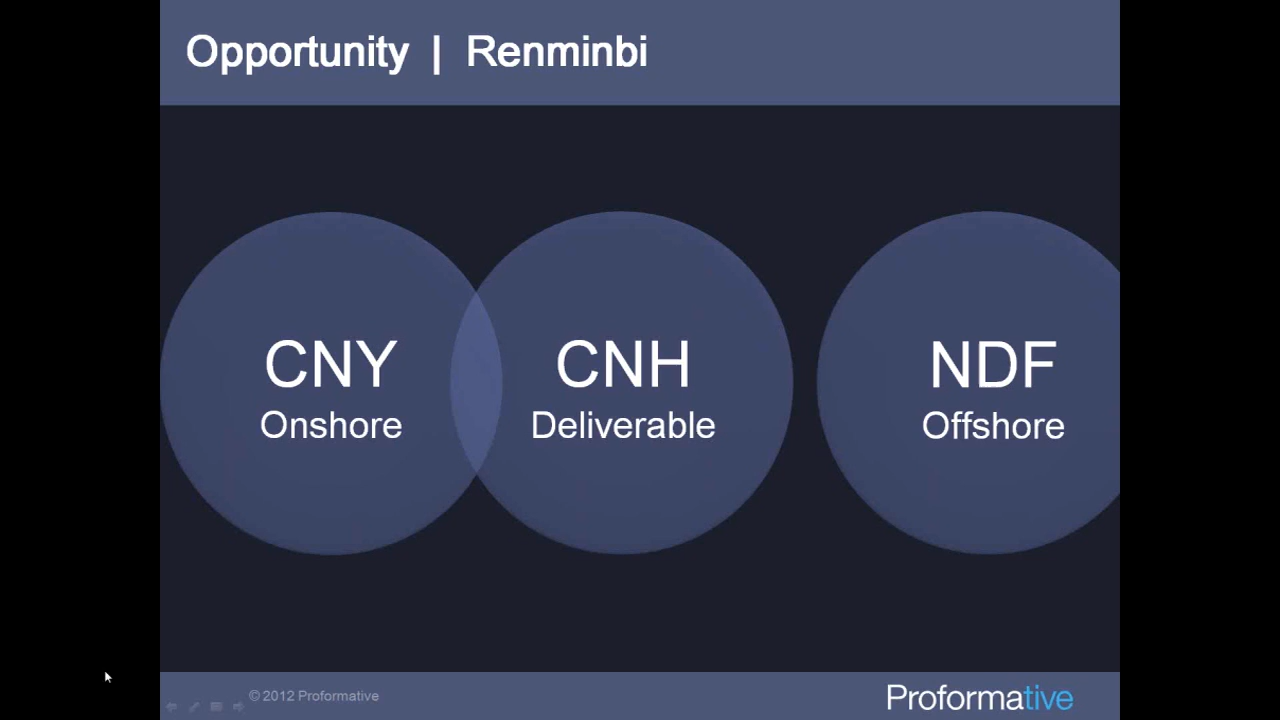 Opportunity | Renminbi
CNY
Onshore
CNH
Deliverable
NDF
Offshore
© 2012 Proformative
Proformative